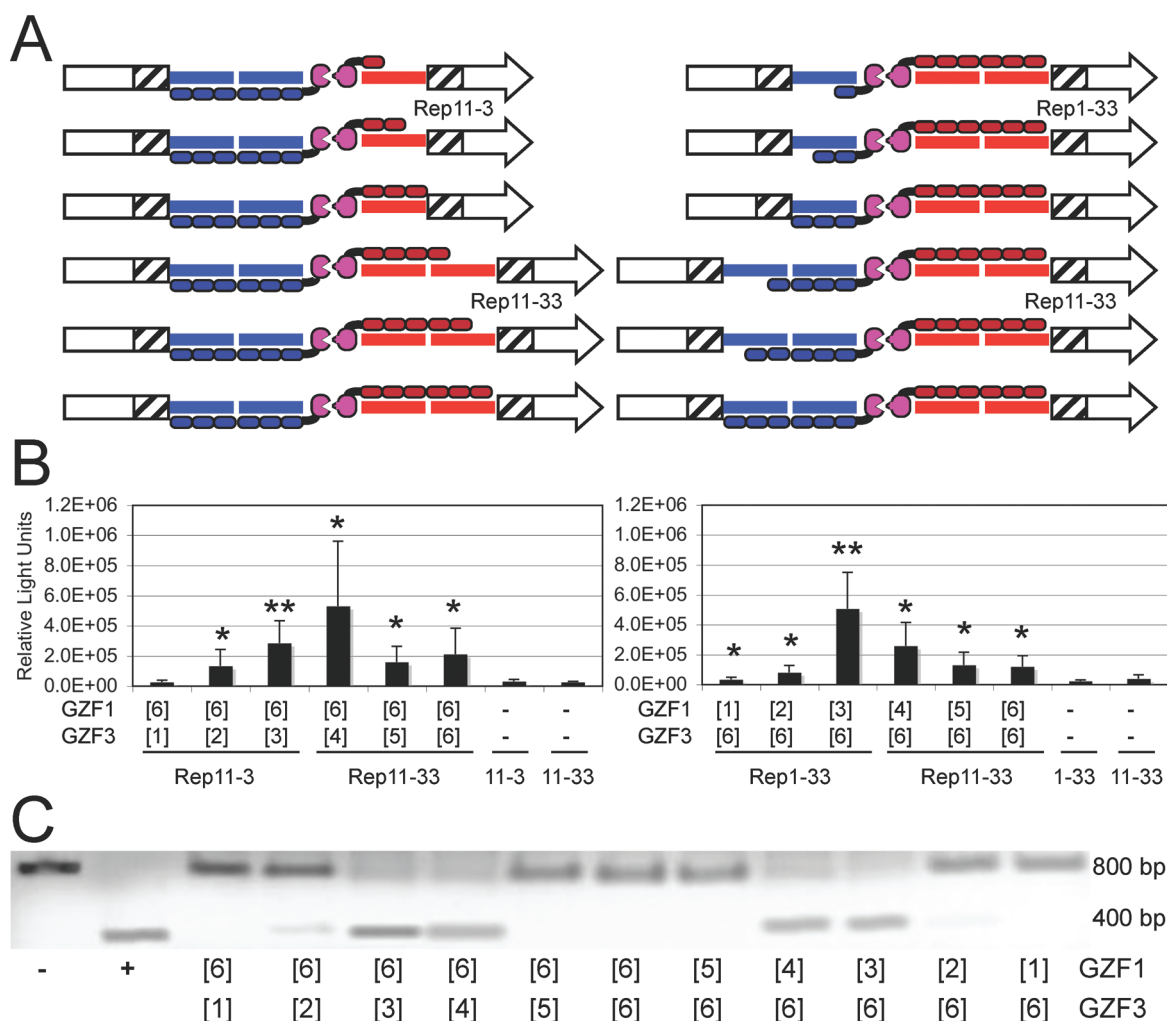 A
Rep11-3
Rep1-33
Rep11-33
Rep11-33
B
Relative Light Units
1.2E+06
1.0E+06
8.0E+05
6.0E+05
4.0E+05
2.0E+05
0.0E+00
* ** * * *
GZF1 [6] [6] [6] [6] [6] [6] - -
GZF3 [1] [2] [3] [4] [5] [6] - -
Rep11-3 Rep11-33 11-3 11-33
1.2E+06
1.0E+06
8.0E+05
6.0E+05
4.0E+05
2.0E+05
0.0E+00
* * ** * * *
GZF1 [1] [2] [3] [4] [5] [6] - -
GZF3 [6] [6] [6] [6] [6] [6] - -
Rep1-33 Rep11-33 1-33 11-33
C
800 bp
400 bp
- + [6] [6] [6] [6] [6] [6] [5] [4] [3] [2] [1] GZF1
[1] [2] [3] [4] [5] [6] [6] [6] [6] [6] [6] GZF3